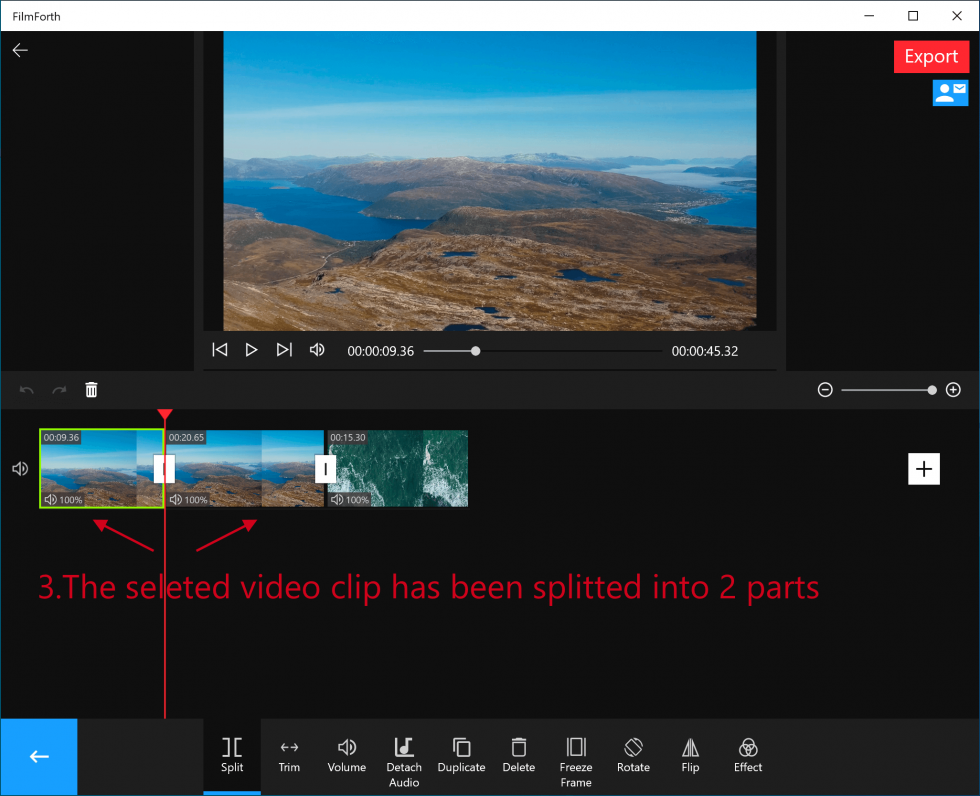 FilmForth
Export
00:00:09.36
00:00:45.32
00:09.36
00:20.65
00:15.30
100%
100%
100%
3.The seleted video clip has been splitted into 2 parts
Split
Trim
Volume
Detach
Audio
Duplicate
Delete
Freeze
Frame
Rotate
Flip
Effect